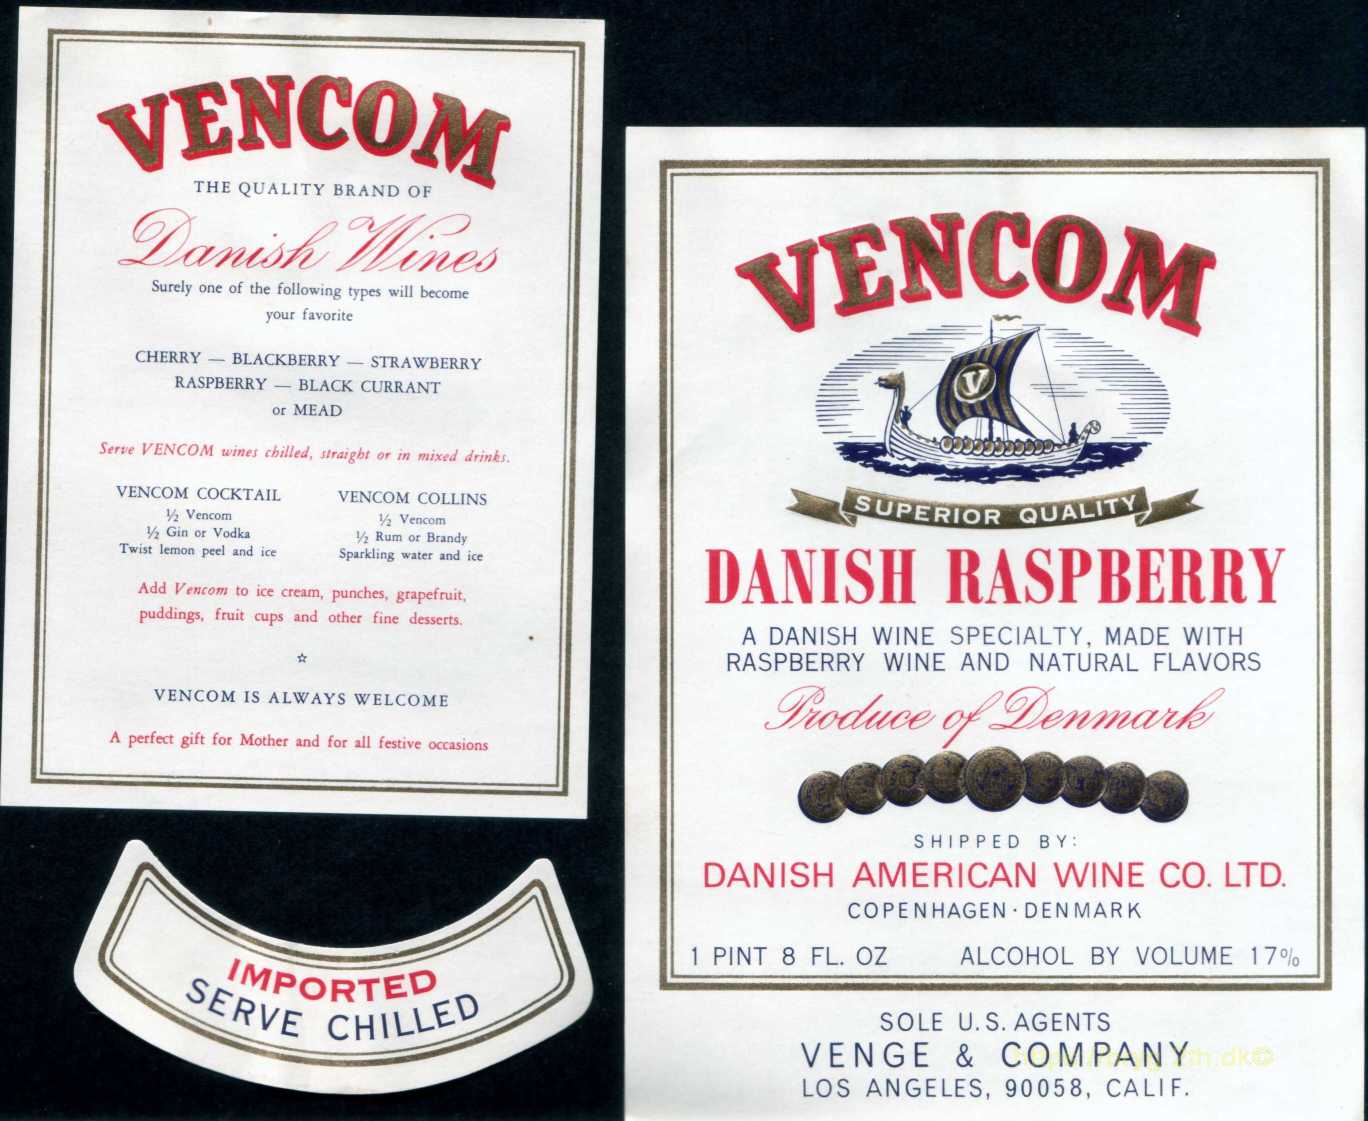 VENCOM
THE QUALITY BRAND OF
Danish Wines
Surely one of the following types will become
your favorite
CHERRY — BLACKBERRY — STRAWBERRY
RASPBERRY — BLACK CURRANT
or MEAD
Serve VENCOM wines chilled, straight or in mixed drinks.
VENCOM COCKTAIL
½ Vencom
½ Gin or Vodka
Twist lemon peel and ice
VENCOM COLLINS
½ Vencom
½ Rum or Brandy
Sparkling water and ice
Add Vencom to ice cream, punches, grapefruit,
puddings, fruit cups and other fine desserts.
☆
VENCOM IS ALWAYS WELCOME
A perfect gift for Mother and for all festive occasions
IMPORTED
SERVE CHILLED
VENCOM
V
SUPERIOR QUALITY
DANISH RASPBERRY
A DANISH WINE SPECIALTY, MADE WITH
RASPBERRY WINE AND NATURAL FLAVORS
Produce of Denmark
SHIPPED BY:
DANISH AMERICAN WINE CO. LTD.
COPENHAGEN · DENMARK
1 PINT 8 FL. OZ ALCOHOL BY VOLUME 17%
SOLE U.S. AGENTS
VENGE & COMPANY
LOS ANGELES, 90058, CALIF.